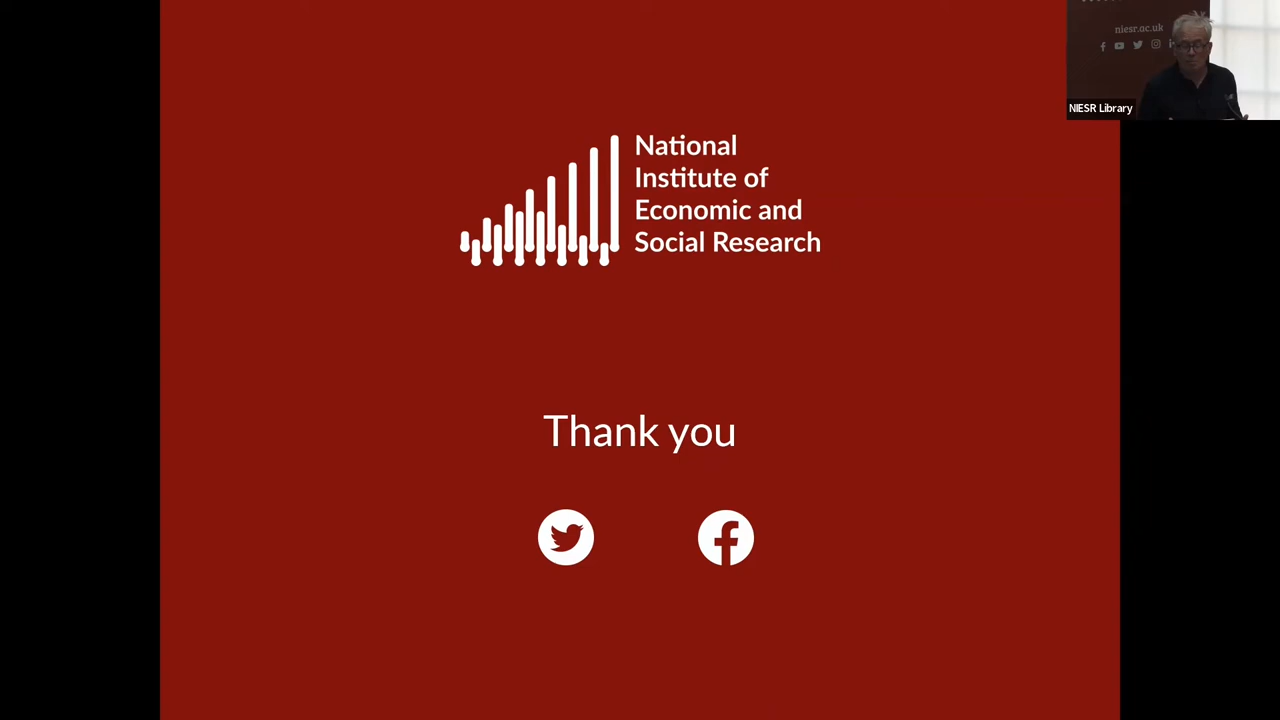 niesr.ac.uk
NIESR Library
National
Institute of
Economic and
Social Research
Thank you